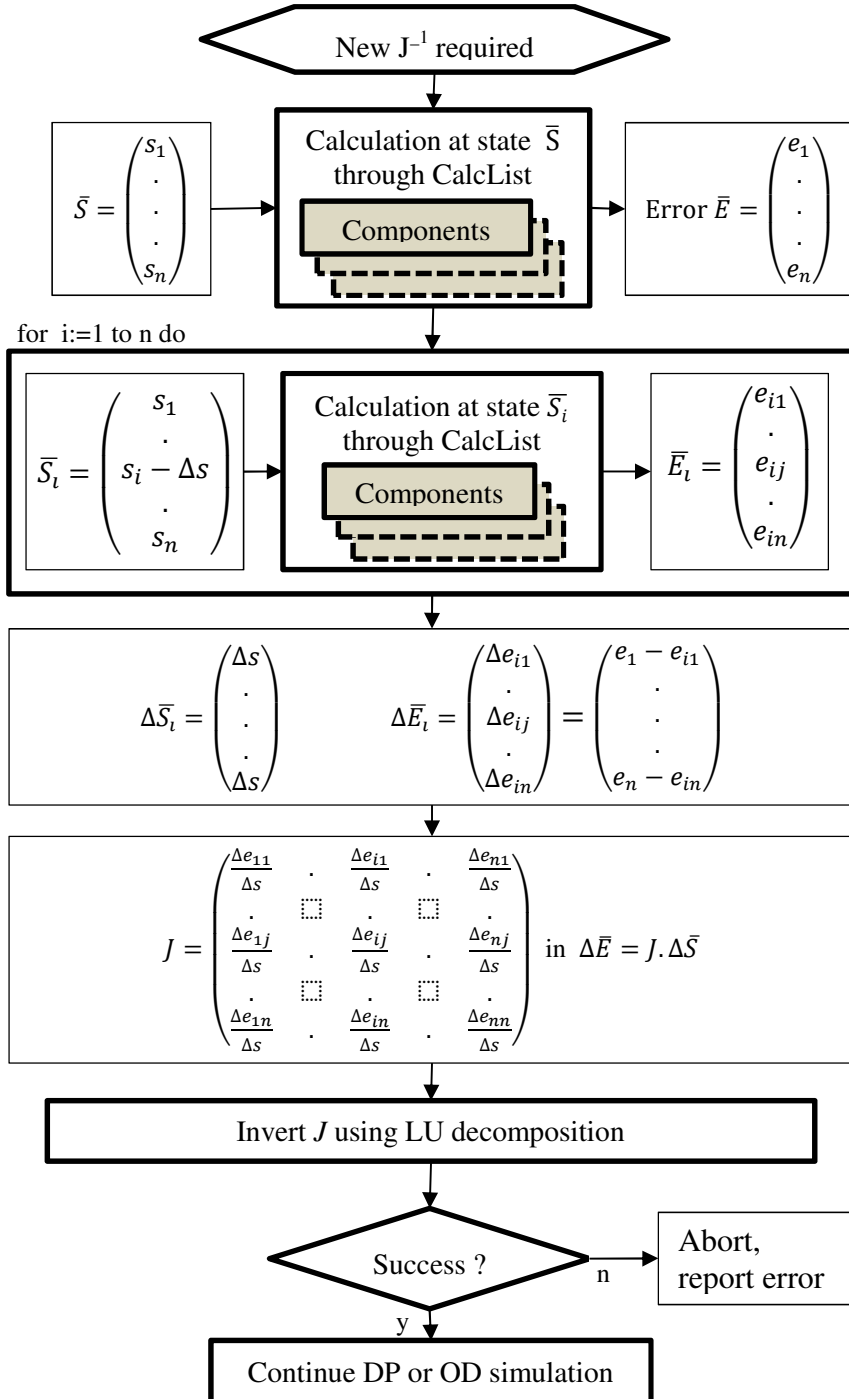 New J⁻¹ required
Calculation at state S̄
through CalcList
Components
S̄ = (s₁ . . . sₙ)
Error Ē = (e₁ . . . eₙ)
for i:=1 to n do
S̄ᵢ = (s₁ . sᵢ − Δs . sₙ)
Calculation at state S̄ᵢ
through CalcList
Components
Ēᵢ = (eᵢ₁ . eᵢⱼ . eᵢₙ)
ΔS̄ᵢ = (Δs . . . Δs)
ΔĒᵢ = (Δeᵢ₁ . Δeᵢⱼ . Δeᵢₙ) = (e₁ − eᵢ₁ . . . eₙ − eᵢₙ)
J = (Δe₁₁/Δs . Δeᵢ₁/Δs . Δeₙ₁/Δs
. . .
Δe₁ⱼ/Δs . Δeᵢⱼ/Δs . Δeₙⱼ/Δs
. . .
Δe₁ₙ/Δs . Δeᵢₙ/Δs . Δeₙₙ/Δs) in ΔĒ = J. ΔS̄
Invert J using LU decomposition
Success ?
n
Abort,
report error
y
Continue DP or OD simulation